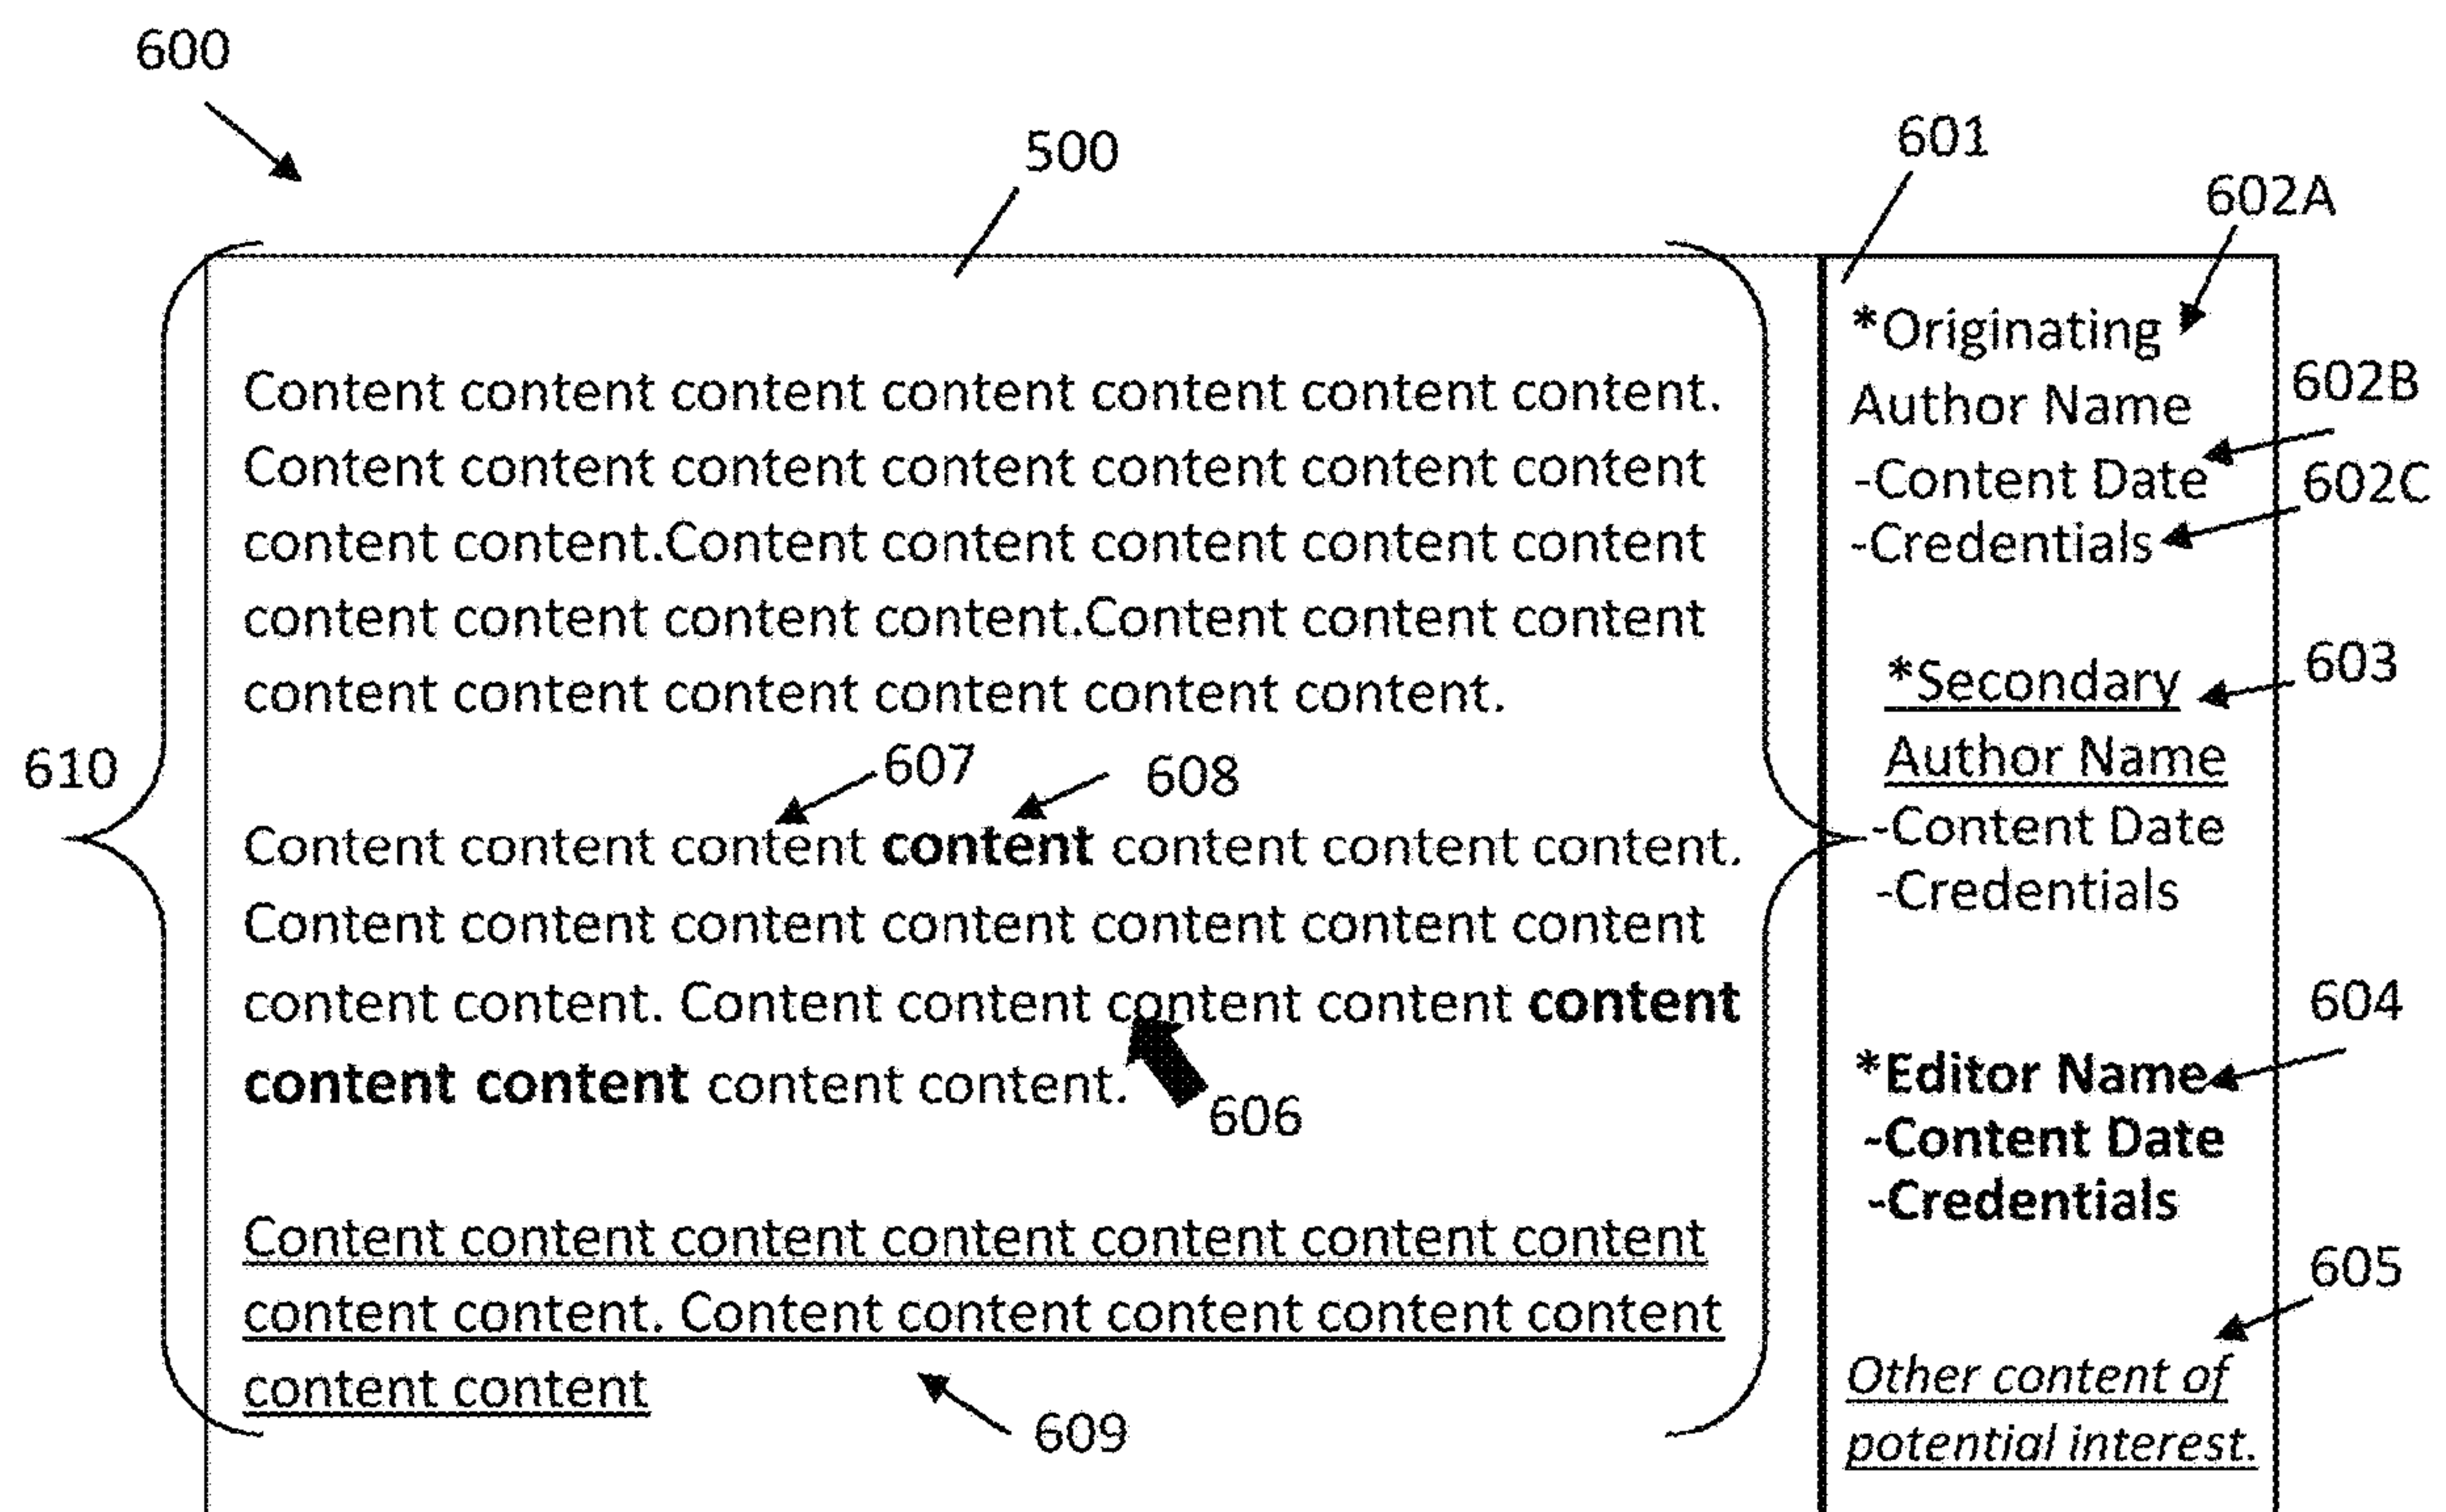 600
500
601
602A
*Originating
Author Name
602B
-Content Date
602C
-Credentials
Content content content content content content content.
Content content content content content content content
content content.Content content content content content
content content content content.Content content content
content content content content content content.
*Secondary
603
Author Name
-Content Date
-Credentials
610
607
608
Content content content content content content content.
Content content content content content content content
content content. Content content content content content
content content content content.
606
604
*Editor Name
-Content Date
-Credentials
605
Content content content content content content content
content content. Content content content content content
content content
609
Other content of
potential interest.